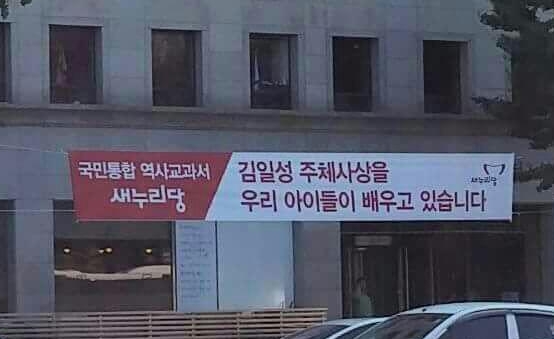 국민통합 역사교과서
새누리당
김일성 주체사상을
우리 아이들이 배우고 있습니다
새누리당